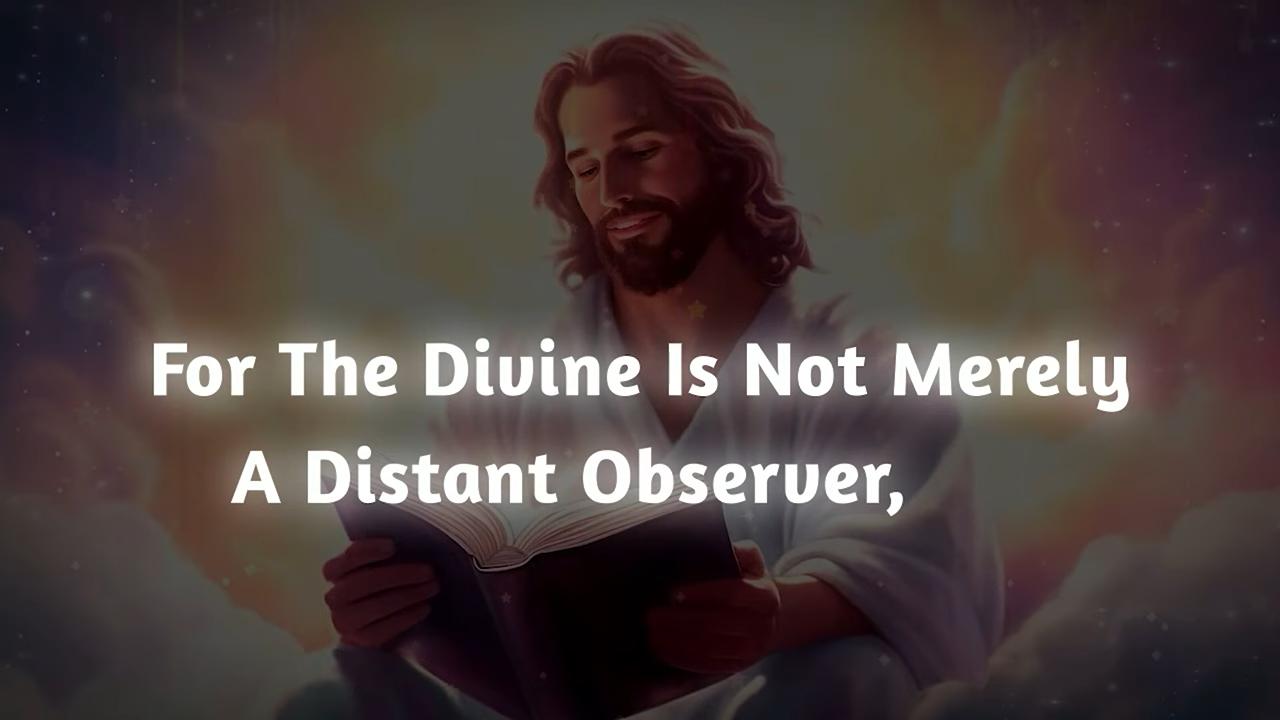 For The Divine Is Not Merely
A Distant Observer,